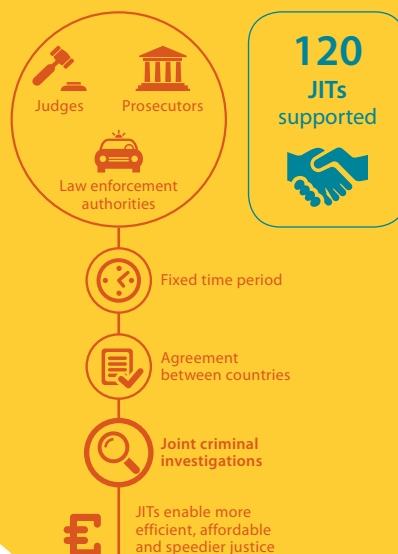 Judges
Prosecutors
Law enforcement
authorities
120
JITs
supported
Fixed time period
Agreement
between countries
Joint criminal
investigations
JITs enable more
efficient, affordable
and speedier justice